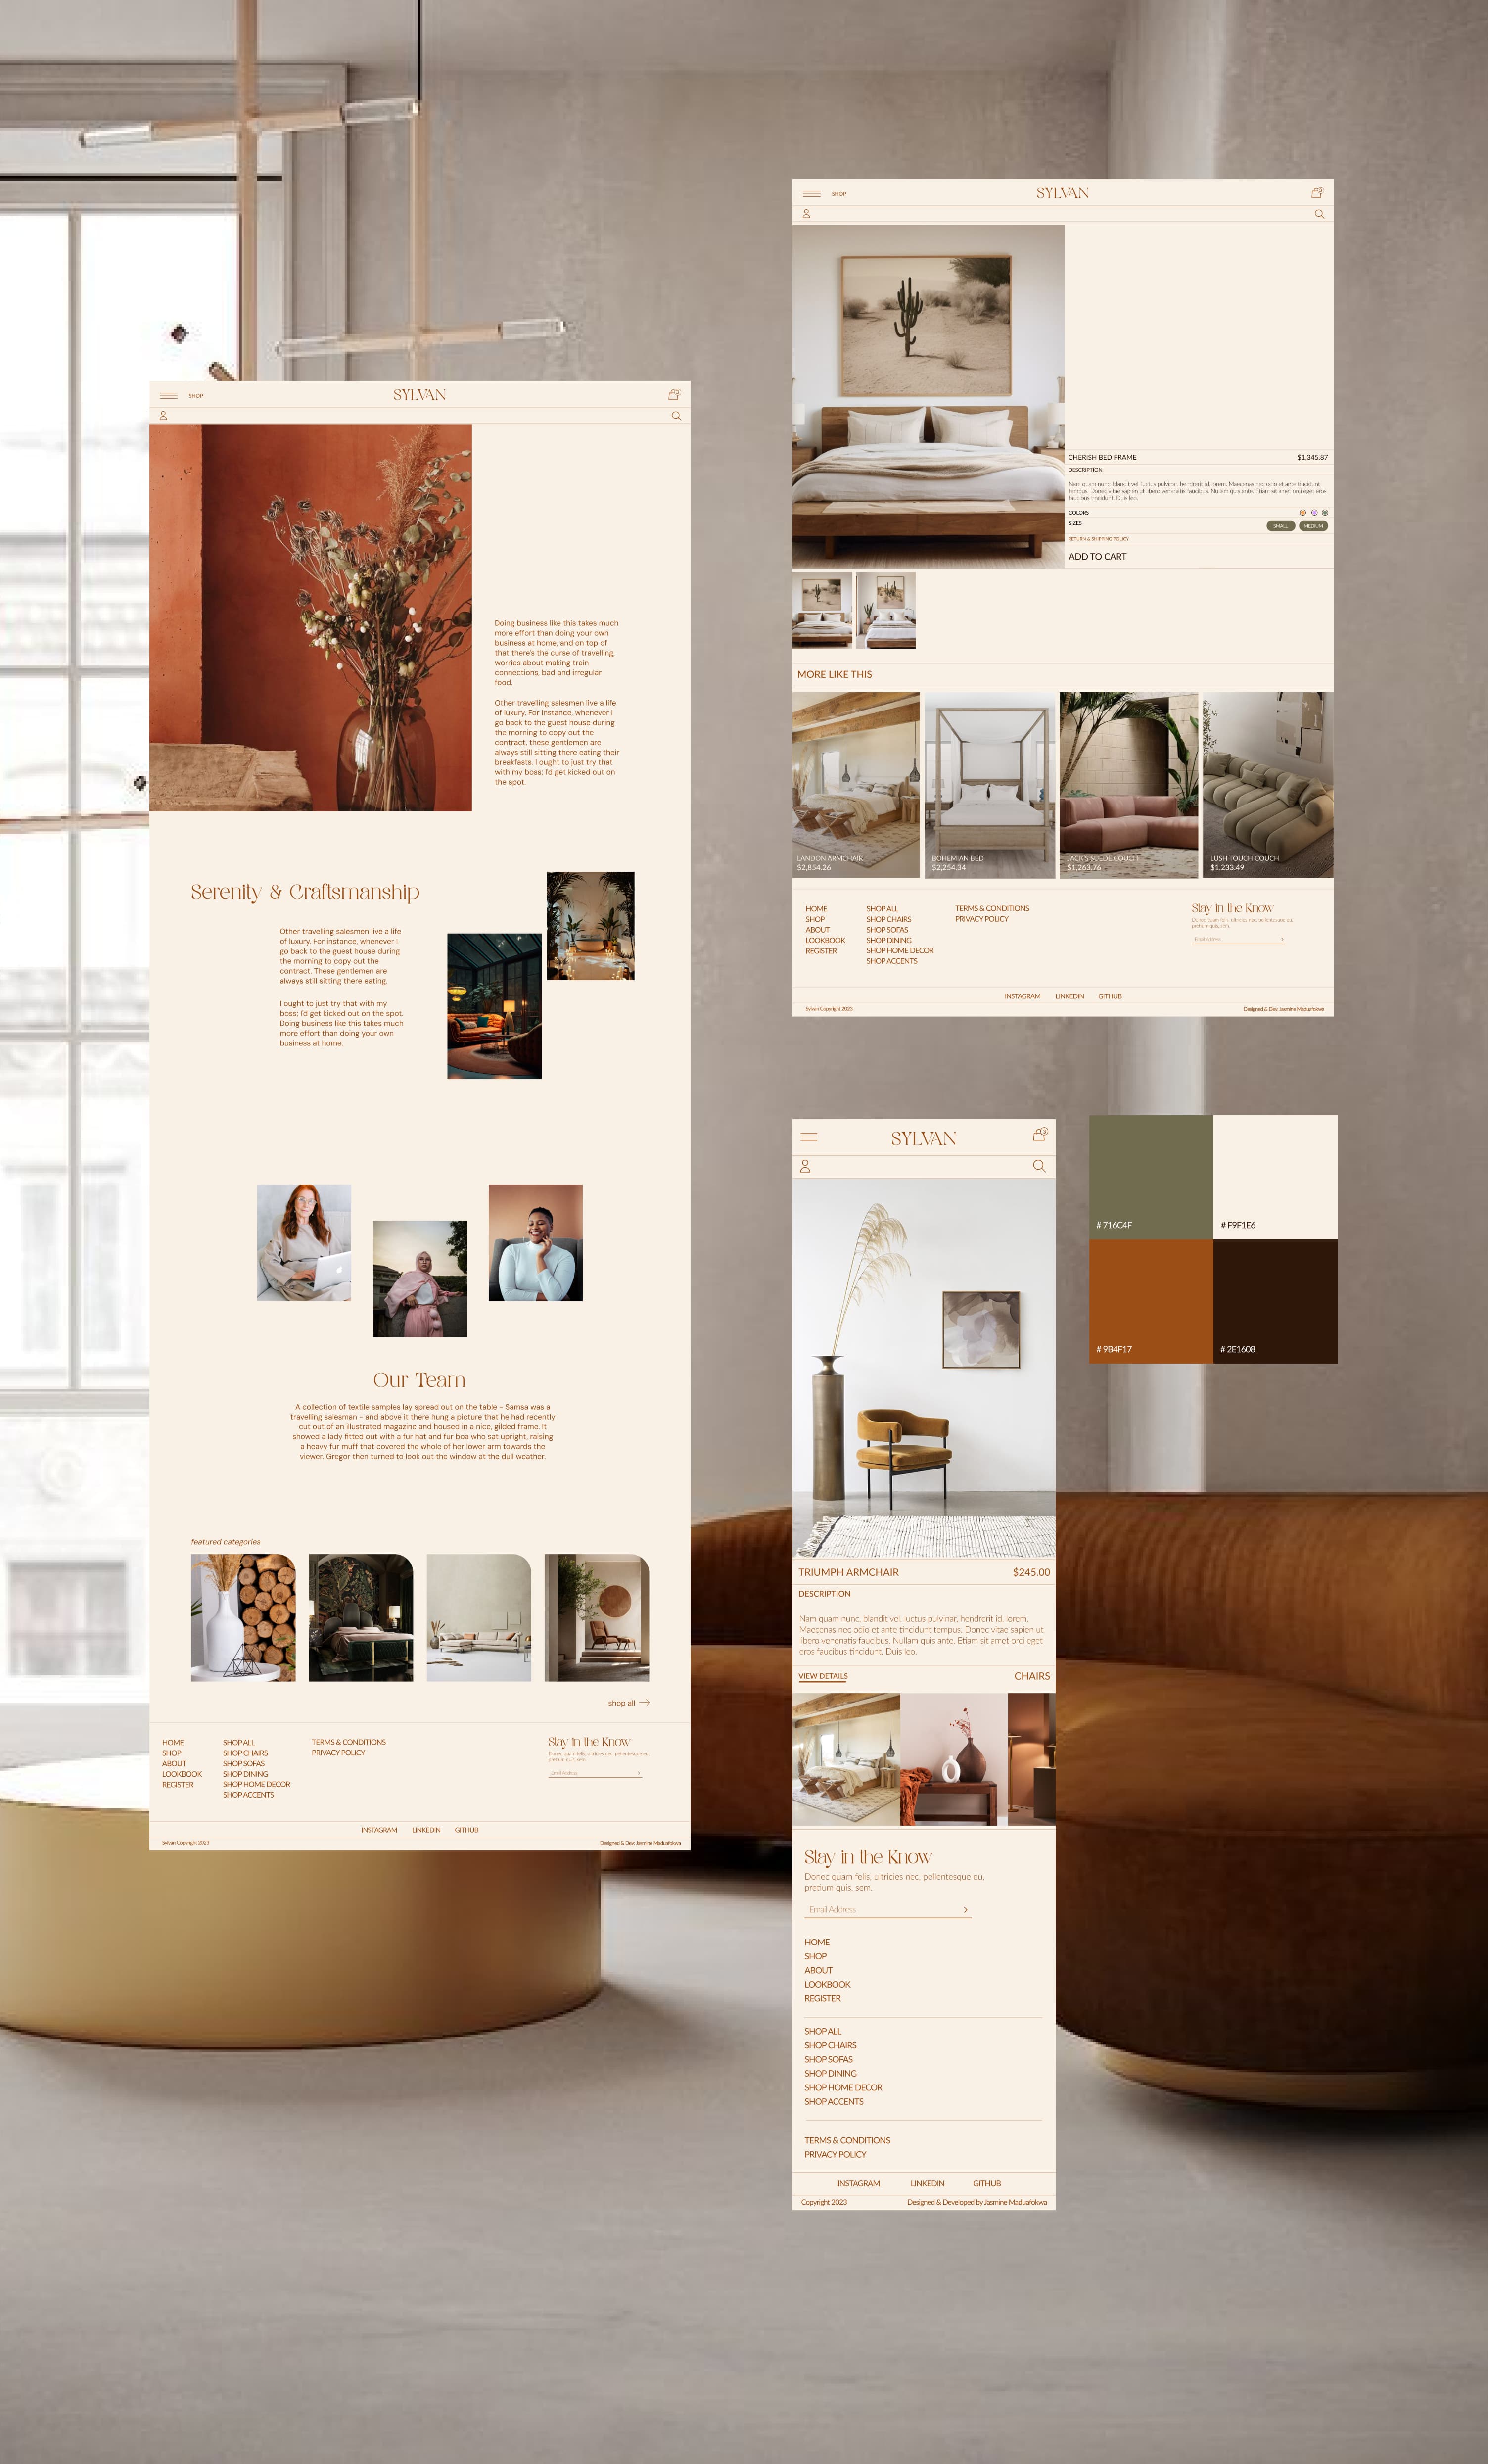 SHOP
SYLVAN
3
Doing business like this takes much
more effort than doing your own
business at home, and on top of
that there's the curse of travelling,
worries about making train
connections, bad and irregular
food.
Other travelling salesmen live a life
of luxury. For instance, whenever I
go back to the guest house during
the morning to copy out the
contract, these gentlemen are
always still sitting there eating their
breakfasts. I ought to just try that
with my boss; I'd get kicked out on
the spot.
Serenity & Craftsmanship
Other travelling salesmen live a life
of luxury. For instance, whenever I
go back to the guest house during
the morning to copy out the
contract. These gentlemen are
always still sitting there eating.
I ought to just try that with my
boss; I'd get kicked out on the spot.
Doing business like this takes much
more effort than doing your own
business at home.
Our Team
A collection of textile samples lay spread out on the table - Samsa was a
travelling salesman - and above it there hung a picture that he had recently
cut out of an illustrated magazine and housed in a nice, gilded frame. It
showed a lady fitted out with a fur hat and fur boa who sat upright, raising
a heavy fur muff that covered the whole of her lower arm towards the
viewer. Gregor then turned to look out the window at the dull weather.
featured categories
shop all
HOME
SHOP
ABOUT
LOOKBOOK
REGISTER
SHOP ALL
SHOP CHAIRS
SHOP SOFAS
SHOP DINING
SHOP HOME DECOR
SHOP ACCENTS
TERMS & CONDITIONS
PRIVACY POLICY
Stay in the Know
Donec quam felis, ultricies nec, pellentesque eu,
pretium quis, sem.
Email Address
INSTAGRAM LINKEDIN GITHUB
Sylvan Copyright 2023
Designed & Dev: Jasmine Maduafokwa
SHOP
SYLVAN
3
CHERISH BED FRAME $1,345.87
DESCRIPTION
Nam quam nunc, blandit vel, luctus pulvinar, hendrerit id, lorem. Maecenas nec odio et ante tincidunt
tempus. Donec vitae sapien ut libero venenatis faucibus. Nullam quis ante. Etiam sit amet orci eget eros
faucibus tincidunt. Duis leo.
COLORS
SIZES SMALL MEDIUM
RETURN & SHIPPING POLICY
ADD TO CART
MORE LIKE THIS
LANDON ARMCHAIR
$2,854.26
BOHEMIAN BED
$2,254.34
JACK'S SUEDE COUCH
$1,263.76
LUSH TOUCH COUCH
$1,233.49
HOME
SHOP
ABOUT
LOOKBOOK
REGISTER
SHOP ALL
SHOP CHAIRS
SHOP SOFAS
SHOP DINING
SHOP HOME DECOR
SHOP ACCENTS
TERMS & CONDITIONS
PRIVACY POLICY
Stay in the Know
Donec quam felis, ultricies nec, pellentesque eu,
pretium quis, sem.
Email Address
INSTAGRAM LINKEDIN GITHUB
Sylvan Copyright 2023
Designed & Dev: Jasmine Maduafokwa
SYLVAN
3
TRIUMPH ARMCHAIR $245.00
DESCRIPTION
Nam quam nunc, blandit vel, luctus pulvinar, hendrerit id, lorem.
Maecenas nec odio et ante tincidunt tempus. Donec vitae sapien ut
libero venenatis faucibus. Nullam quis ante. Etiam sit amet orci eget
eros faucibus tincidunt. Duis leo.
VIEW DETAILS CHAIRS
Stay in the Know
Donec quam felis, ultricies nec, pellentesque eu,
pretium quis, sem.
Email Address
HOME
SHOP
ABOUT
LOOKBOOK
REGISTER
SHOP ALL
SHOP CHAIRS
SHOP SOFAS
SHOP DINING
SHOP HOME DECOR
SHOP ACCENTS
TERMS & CONDITIONS
PRIVACY POLICY
INSTAGRAM LINKEDIN GITHUB
Copyright 2023
Designed & Developed by Jasmine Maduafokwa
# 716C4F
# F9F1E6
# 9B4F17
# 2E1608